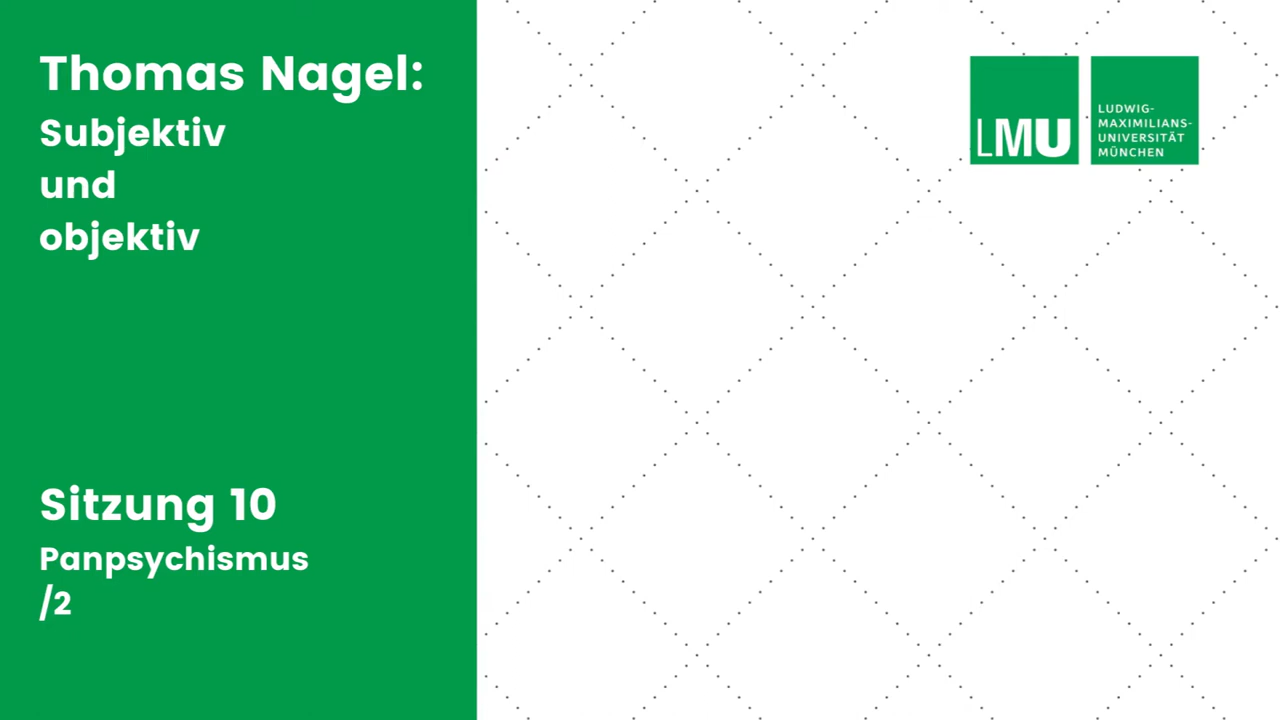 Thomas Nagel:
Subjektiv
und
objektiv
Sitzung 10
Panpsychismus
/2
LMU
LUDWIG-
MAXIMILIANS-
UNIVERSITÄT
MÜNCHEN